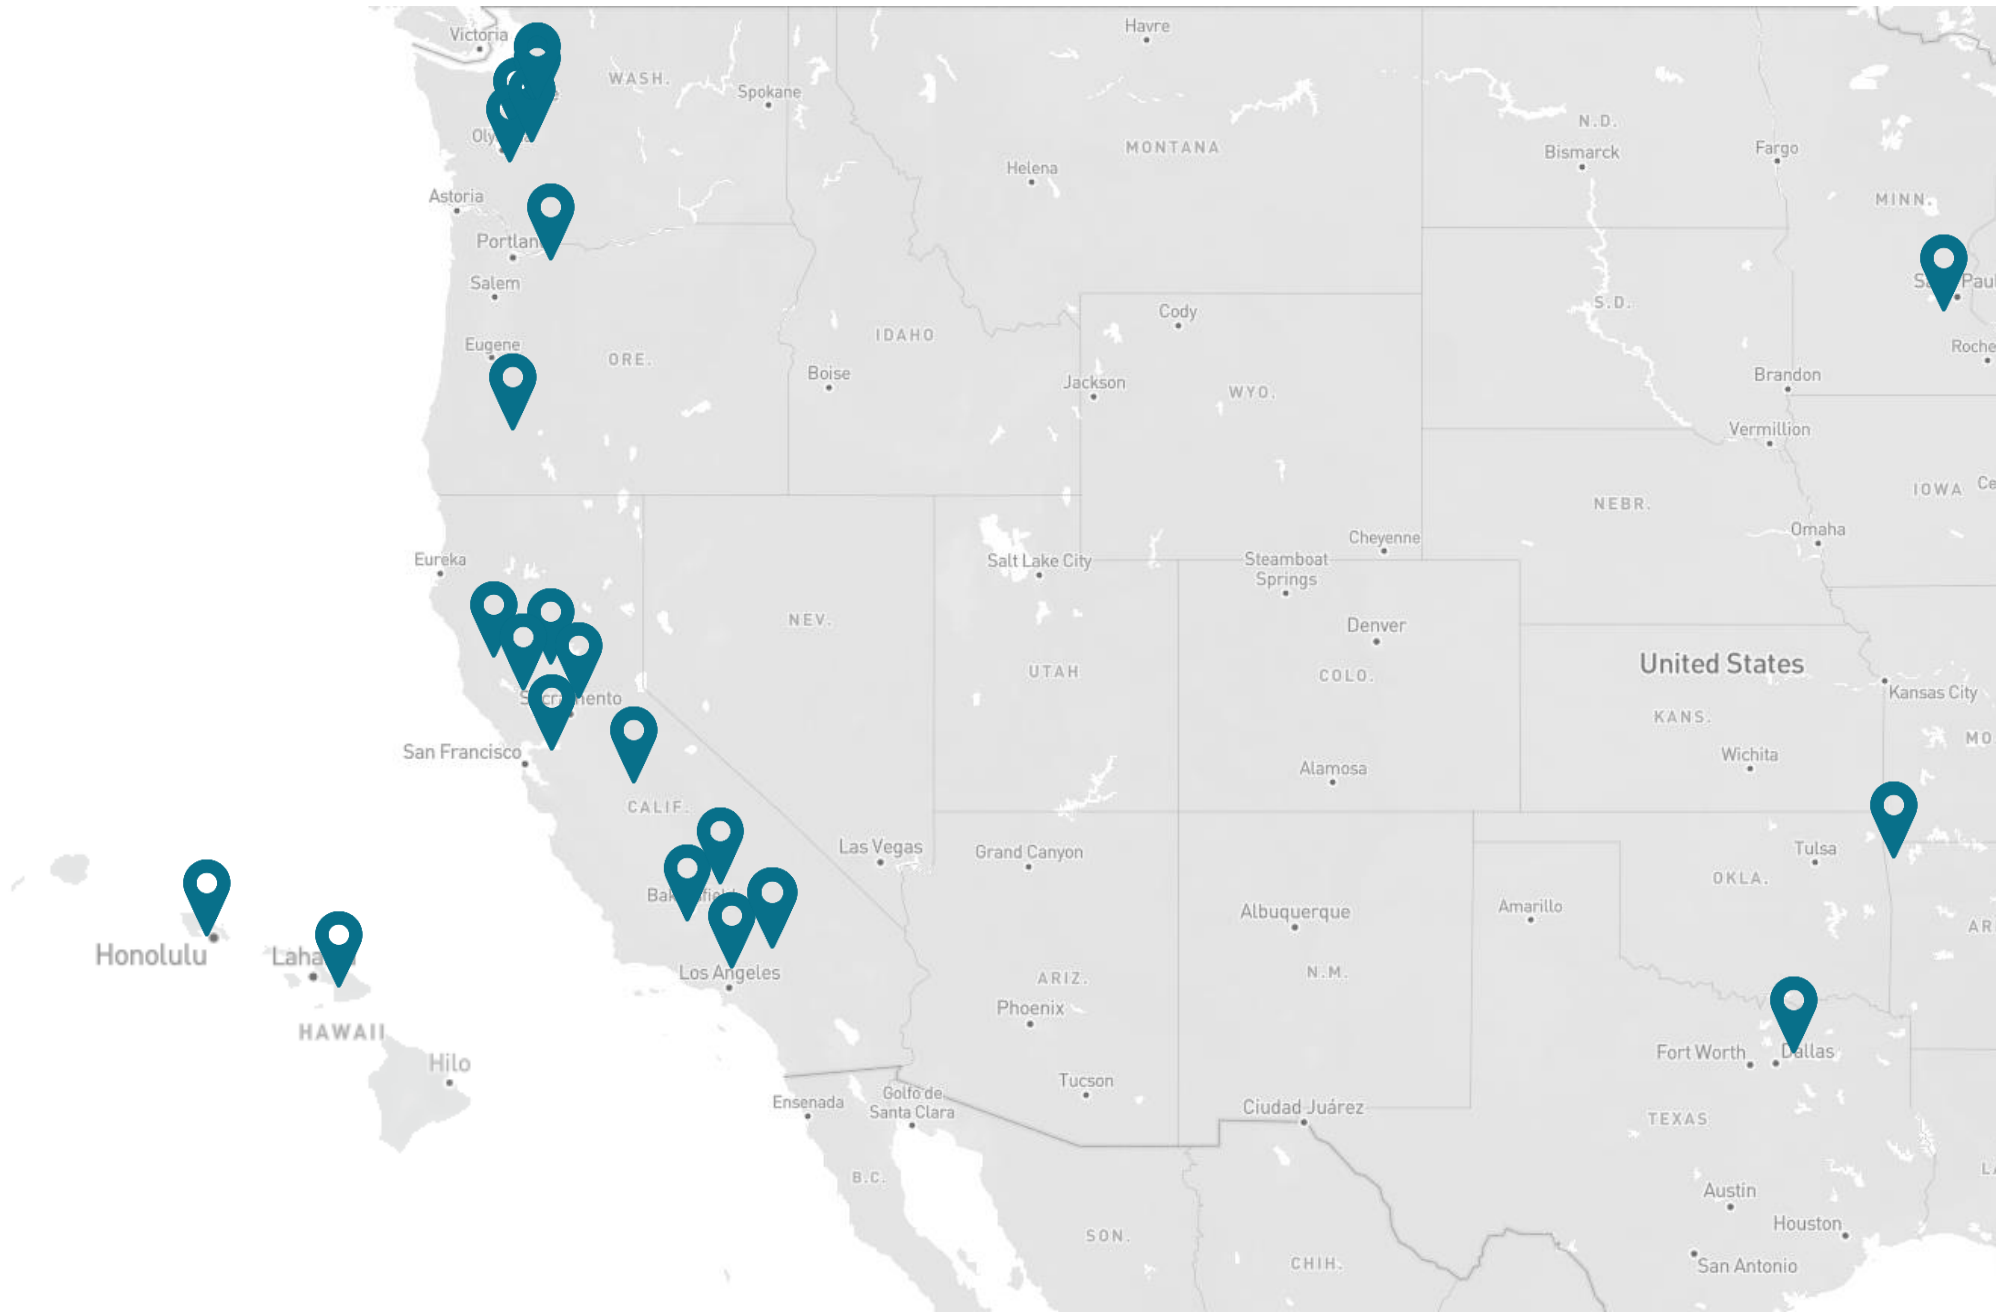 Victoria
WASH.
Spokane
Havre
MONTANA
Helena
N.D.
Bismarck
Fargo
MINN.
Astoria
Salem
Eugene
ORE.
IDAHO
Boise
Cody
Jackson
WYO.
S.D.
Brandon
Vermillion
NEBR.
IOWA
Omaha
Eureka
NEV.
Salt Lake City
UTAH
Cheyenne
Steamboat
Springs
Denver
COLO.
United States
KANS.
Kansas City
Wichita
San Francisco
CALIF.
Las Vegas
Grand Canyon
Alamosa
Tulsa
OKLA.
Amarillo
Albuquerque
N.M.
ARIZ.
Phoenix
Tucson
Los Angeles
Honolulu
HAWAII
Hilo
Fort Worth
Dallas
TEXAS
Ensenada
Golfo de
Santa Clara
Ciudad Juárez
B.C.
SON.
CHIH.
Austin
Houston
San Antonio